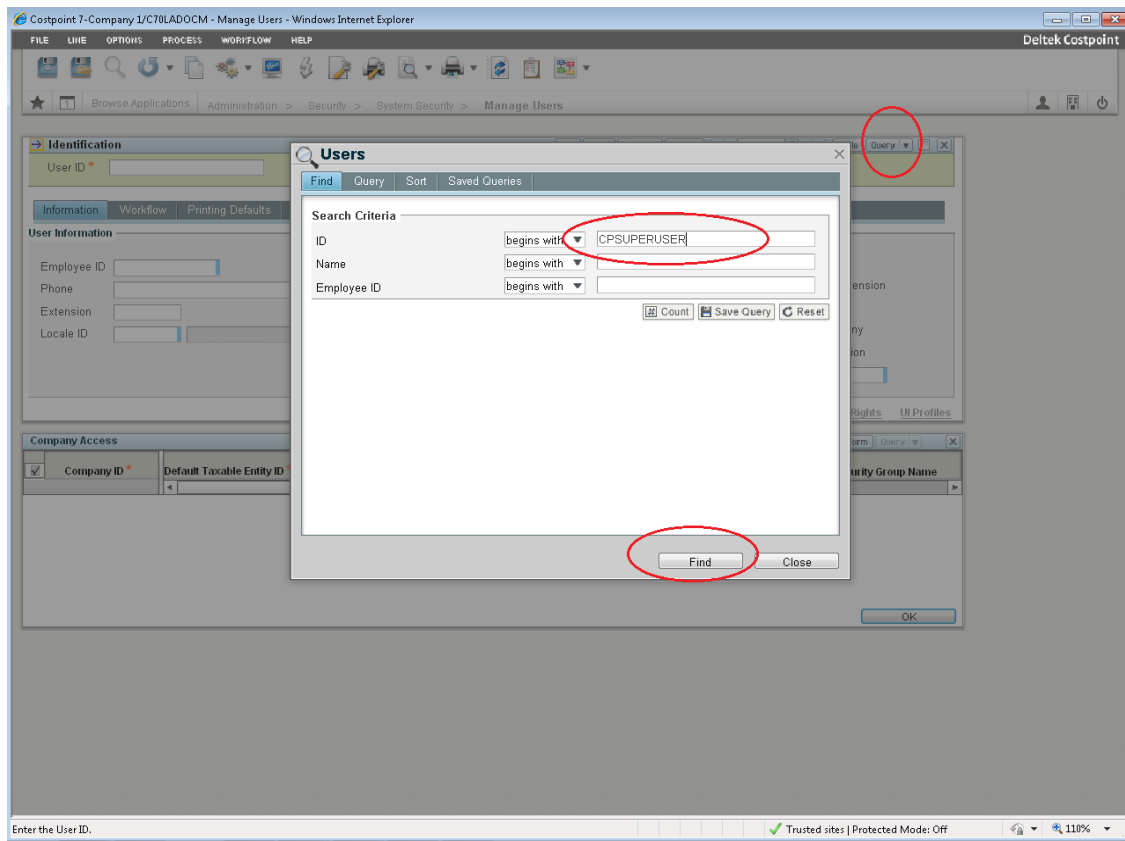 Costpoint 7-Company 1/C70LADOCM - Manage Users - Windows Internet Explorer
FILE LINE OPTIONS PROCESS WORKFLOW HELP Deltek Costpoint
1 Browse Applications Administration > Security > System Security > Manage Users
Identification Query
User ID *
Users
Find Query Sort Saved Queries
Information Workflow Printing Defaults
Search Criteria
User Information
ID begins with CPSUPERUSER
Name begins with
Employee ID begins with
Employee ID
Phone ension
Extension
Locale ID ny
# Count Save Query Reset
ion
Rights UI Profiles
Company Access orm Query
Company ID * Default Taxable Entity ID * urity Group Name
Find Close
OK
Enter the User ID. Trusted sites | Protected Mode: Off 110%